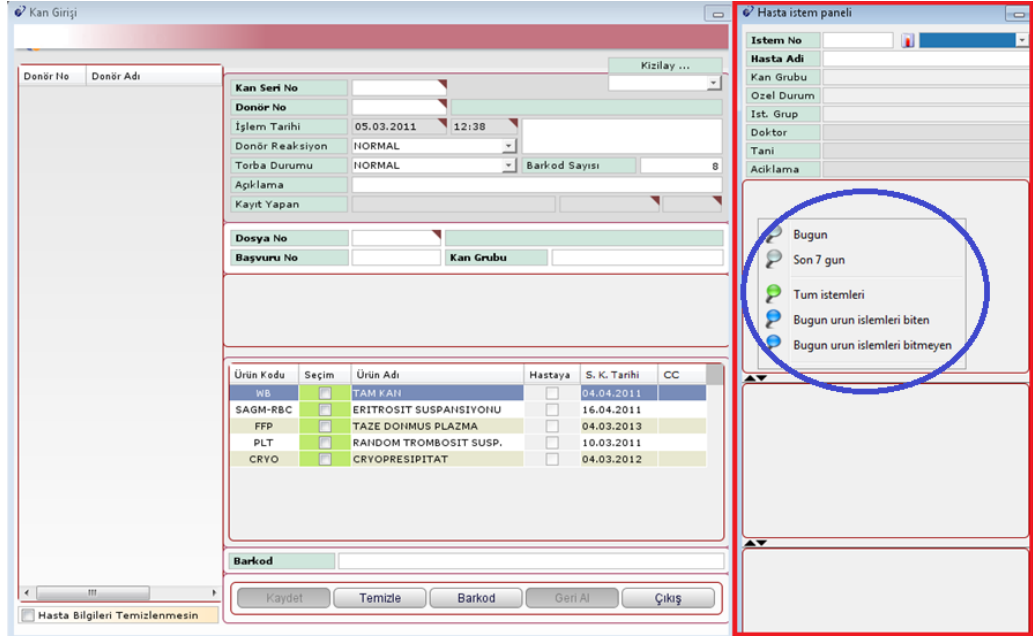 Kan Girişi
Donör No Donör Adı
Kizilay ...
Kan Seri No
Donör No
İşlem Tarihi 05.03.2011 12:38
Donör Reaksiyon NORMAL
Torba Durumu NORMAL Barkod Sayısı 8
Açıklama
Kayıt Yapan
Dosya No
Başvuru No Kan Grubu
Ürün Kodu Seçim Ürün Adı Hastaya S. K. Tarihi CC
WB TAM KAN 04.04.2011
SAGM-RBC ERITROSIT SUSPANSIYONU 16.04.2011
FFP TAZE DONMUS PLAZMA 04.03.2013
PLT RANDOM TROMBOSIT SUSP. 10.03.2011
CRYO CRYOPRESIPITAT 04.03.2012
Barkod
Kaydet Temizle Barkod Geri Al Çıkış
Hasta Bilgileri Temizlenmesin
Hasta istem paneli
Istem No
Hasta Adi
Kan Grubu
Ozel Durum
Ist. Grup
Doktor
Tani
Aciklama
Bugun
Son 7 gun
Tum istemleri
Bugun urun islemleri biten
Bugun urun islemleri bitmeyen